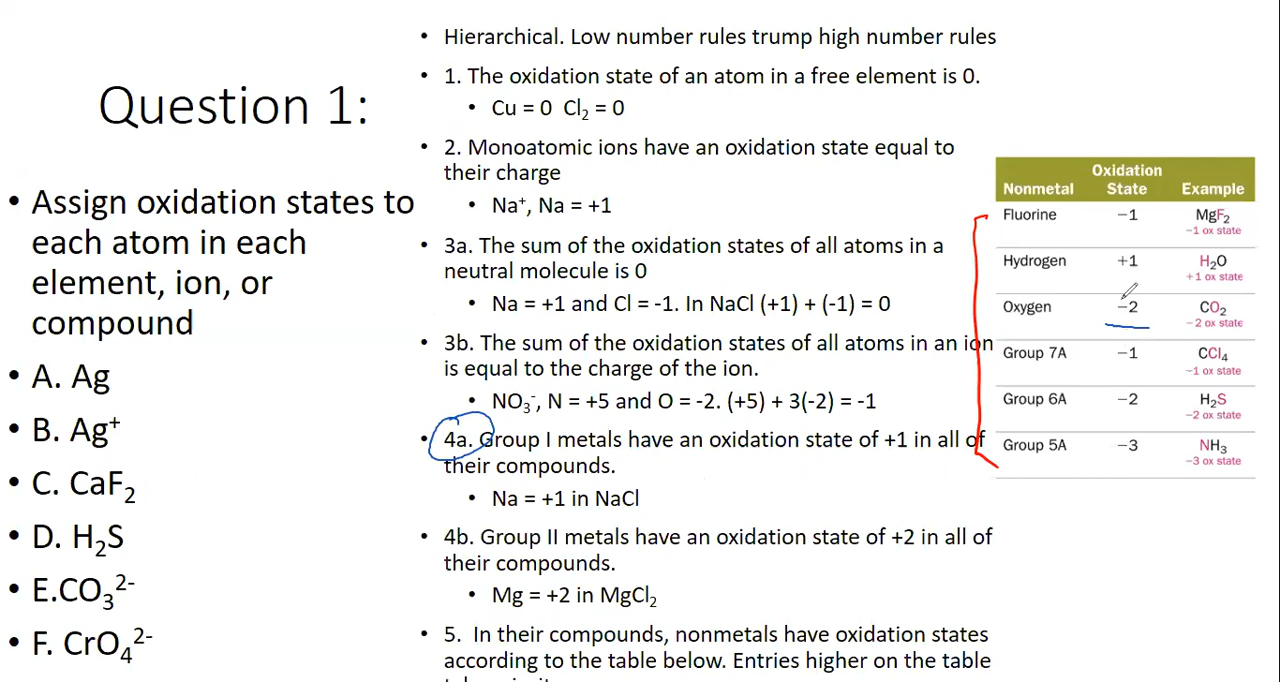 Question 1:
• Assign oxidation states to
each atom in each
element, ion, or
compound
• A. Ag
• B. Ag⁺
• C. CaF₂
• D. H₂S
• E.CO₃²⁻
• F. CrO₄²⁻
• Hierarchical. Low number rules trump high number rules
• 1. The oxidation state of an atom in a free element is 0.
• Cu = 0 Cl₂ = 0
• 2. Monoatomic ions have an oxidation state equal to
their charge
• Na⁺, Na = +1
• 3a. The sum of the oxidation states of all atoms in a
neutral molecule is 0
• Na = +1 and Cl = -1. In NaCl (+1) + (-1) = 0
• 3b. The sum of the oxidation states of all atoms in an ion
is equal to the charge of the ion.
• NO₃⁻, N = +5 and O = -2. (+5) + 3(-2) = -1
• 4a. Group I metals have an oxidation state of +1 in all of
their compounds.
• Na = +1 in NaCl
• 4b. Group II metals have an oxidation state of +2 in all of
their compounds.
• Mg = +2 in MgCl₂
• 5. In their compounds, nonmetals have oxidation states
according to the table below. Entries higher on the table
Nonmetal Oxidation State Example
Fluorine −1 MgF₂
−1 ox state
Hydrogen +1 H₂O
+1 ox state
Oxygen −2 CO₂
−2 ox state
Group 7A −1 CCl₄
−1 ox state
Group 6A −2 H₂S
−2 ox state
Group 5A −3 NH₃
−3 ox state